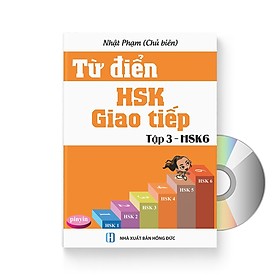 Nhật Phạm (Chủ biên)
TỪ ĐIỂN
HSK
GIAO TIẾP
TẬP 3 - HSK6
HSK 6
HSK 5
HSK 4
HSK 3
HSK 2
HSK 1
pinyin
NHÀ XUẤT BẢN HỒNG ĐỨC